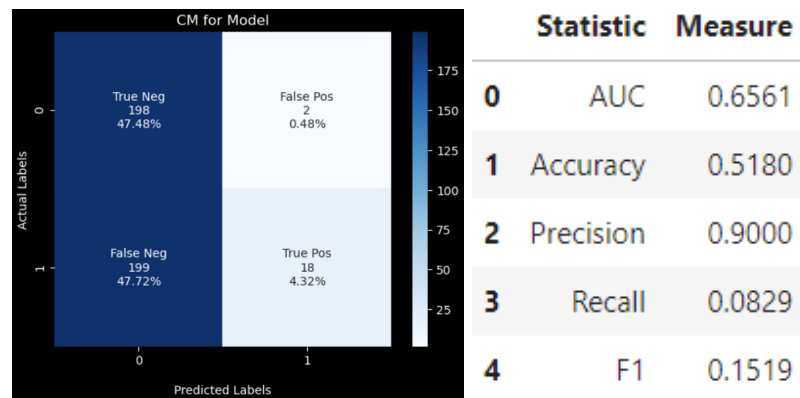 CM for Model
True Neg
198
47.48%
False Pos
2
0.48%
False Neg
199
47.72%
True Pos
18
4.32%
0
1
Actual Labels
0
1
Predicted Labels
175
150
125
100
75
50
25
Statistic Measure
0 AUC 0.6561
1 Accuracy 0.5180
2 Precision 0.9000
3 Recall 0.0829
4 F1 0.1519